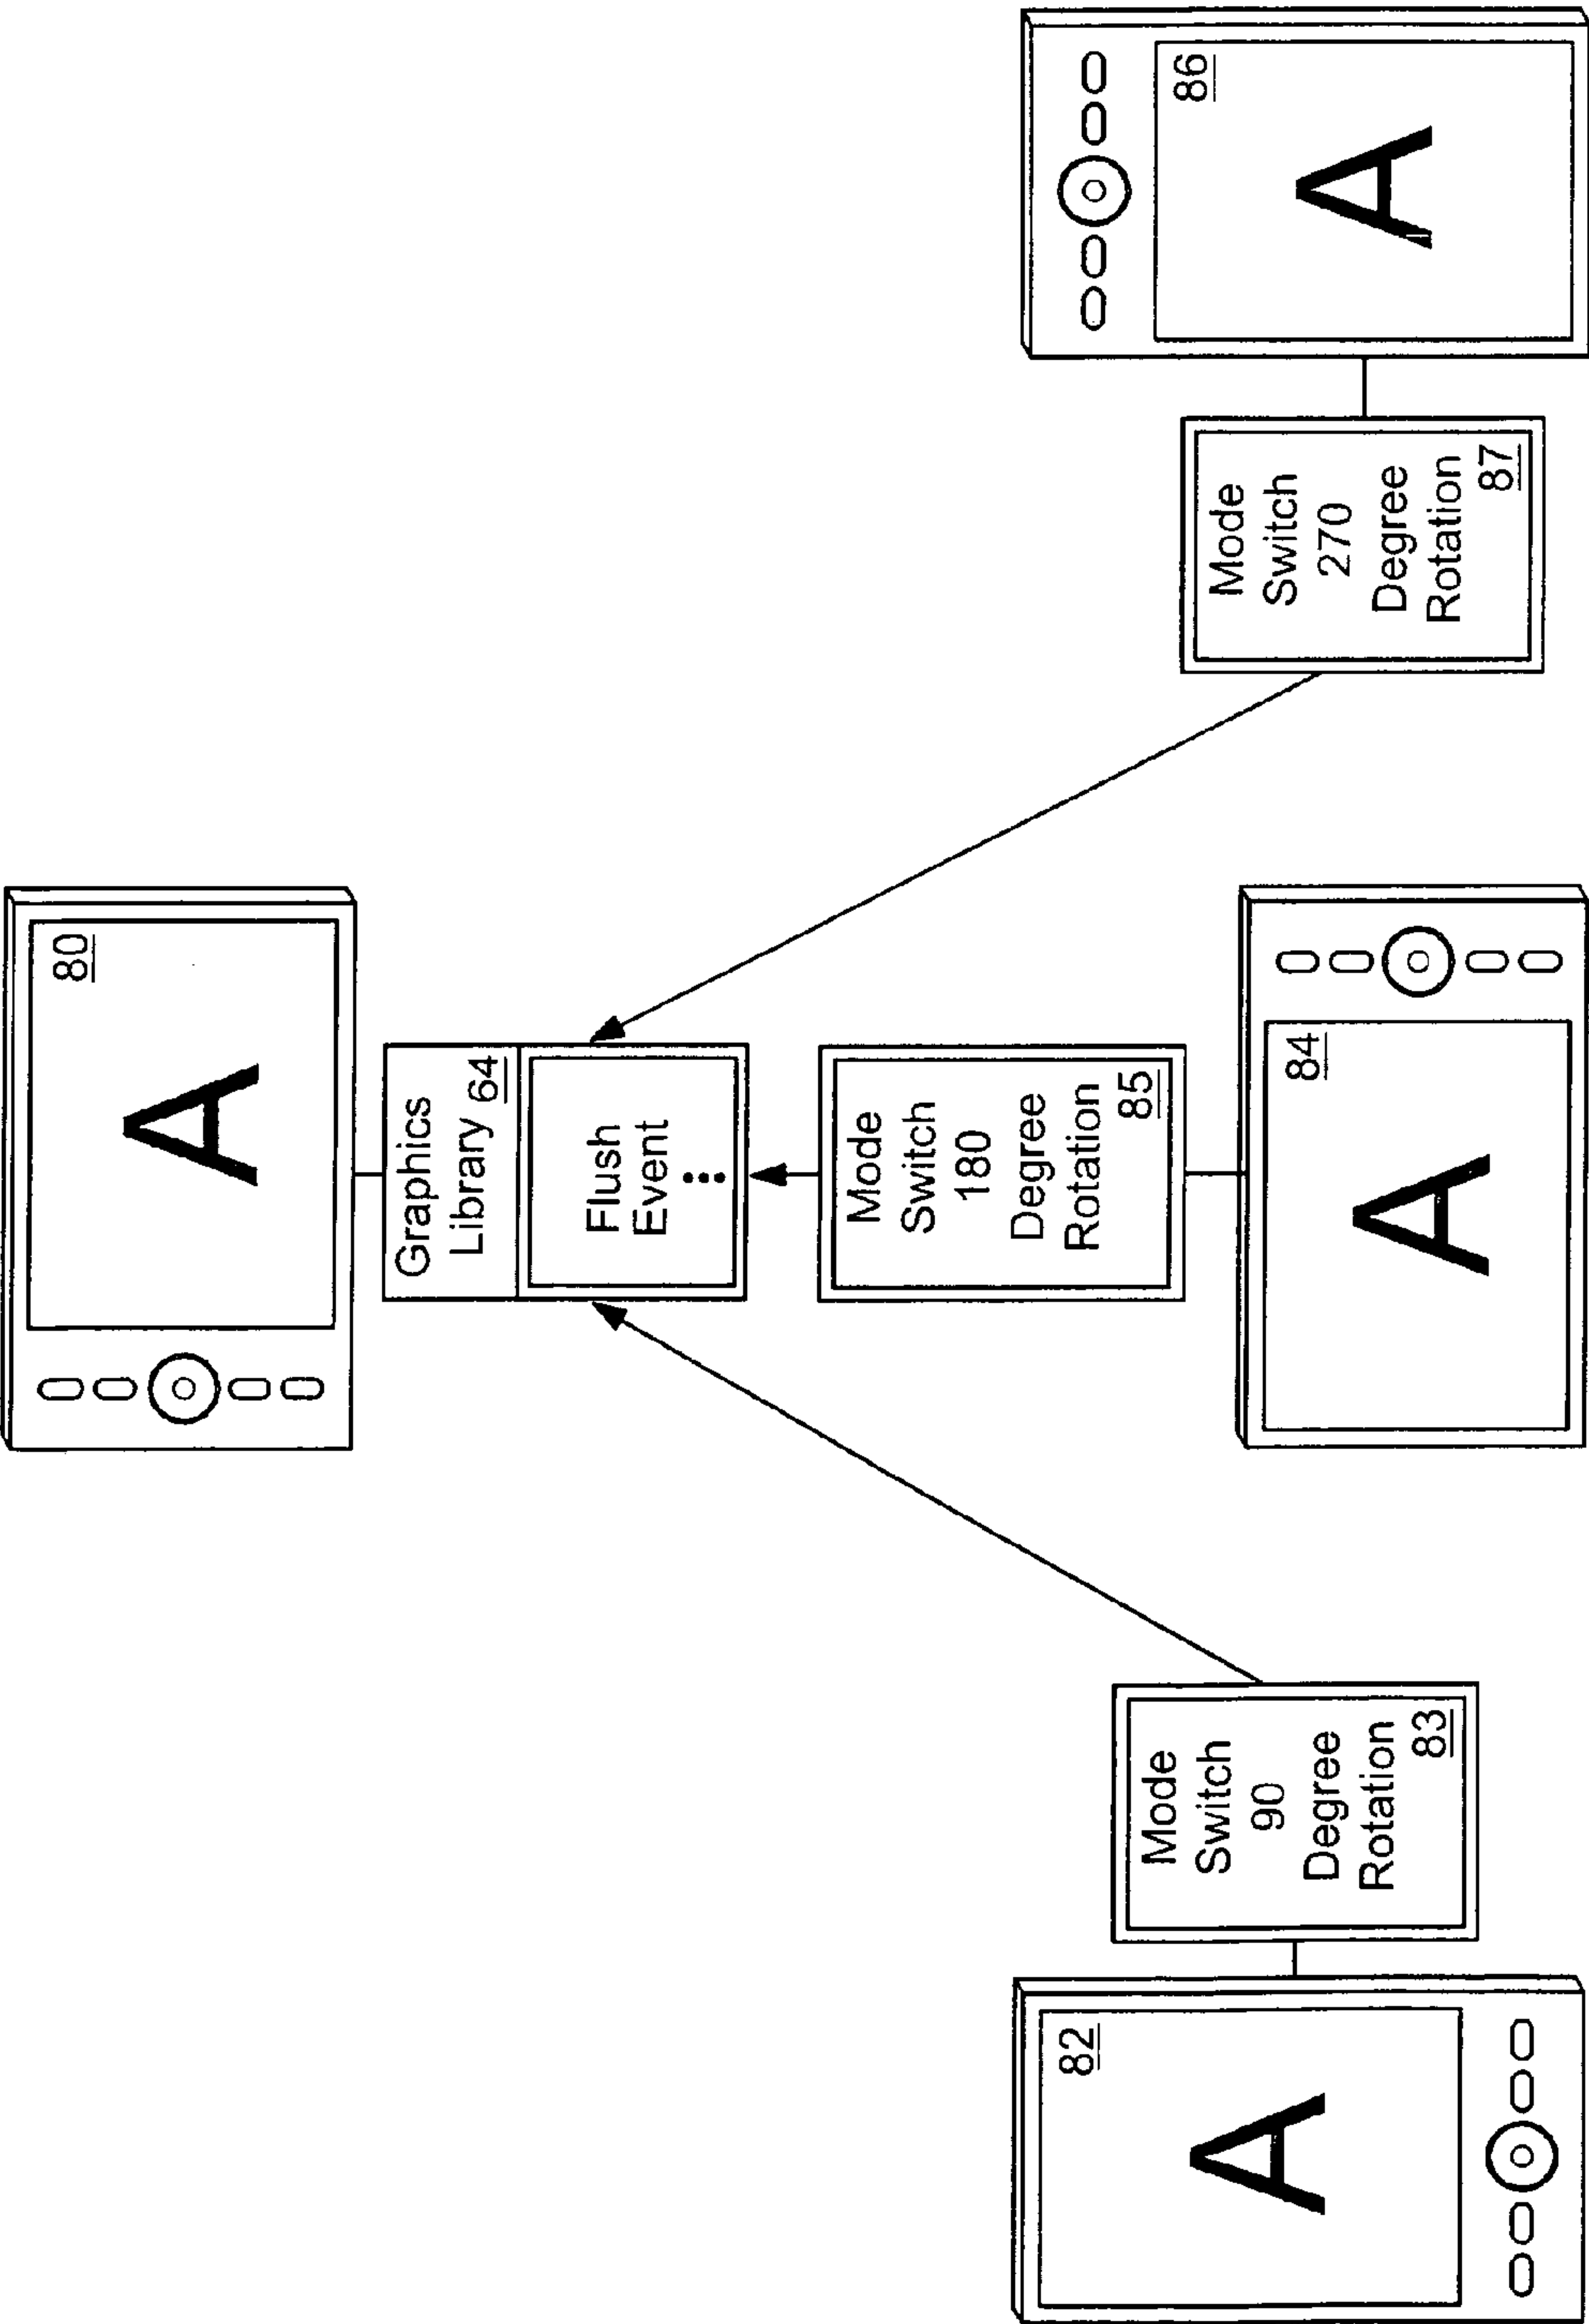 80
A
Graphics
Library 64
Flush
Event
⋮
82
A
Mode
Switch
90
Degree
Rotation
83
Mode
Switch
180
Degree
Rotation
85
84
A
Mode
Switch
270
Degree
Rotation
87
86
A